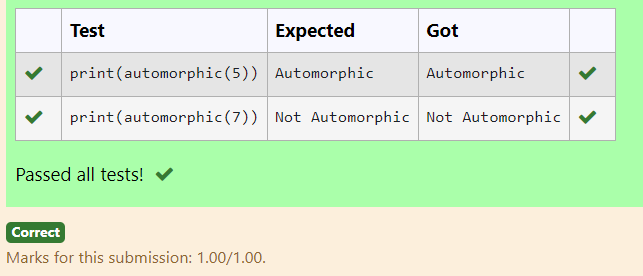 Test Expected Got
print(automorphic(5)) Automorphic Automorphic
print(automorphic(7)) Not Automorphic Not Automorphic
Passed all tests!
Correct
Marks for this submission: 1.00/1.00.